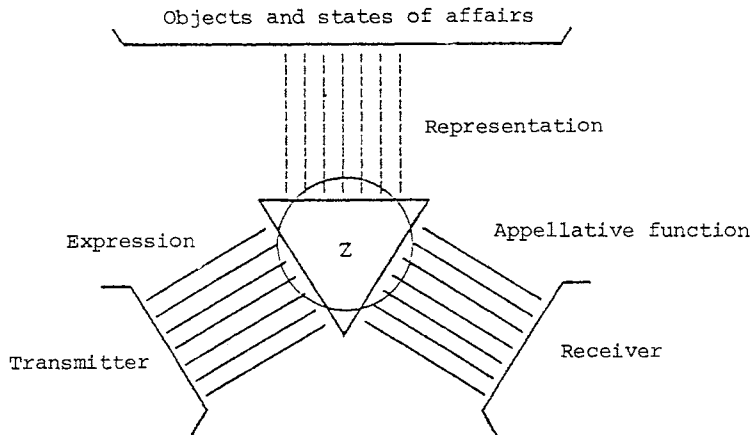 Objects and states of affairs
Representation
Expression
Appellative function
Z
Transmitter
Receiver